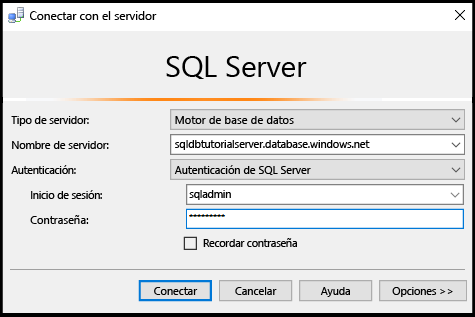 Conectar con el servidor
SQL Server
Tipo de servidor: Motor de base de datos
Nombre de servidor: sqldbtutorialserver.database.windows.net
Autenticación: Autenticación de SQL Server
Inicio de sesión: sqladmin
Contraseña: *********
Recordar contraseña
Conectar Cancelar Ayuda Opciones >>